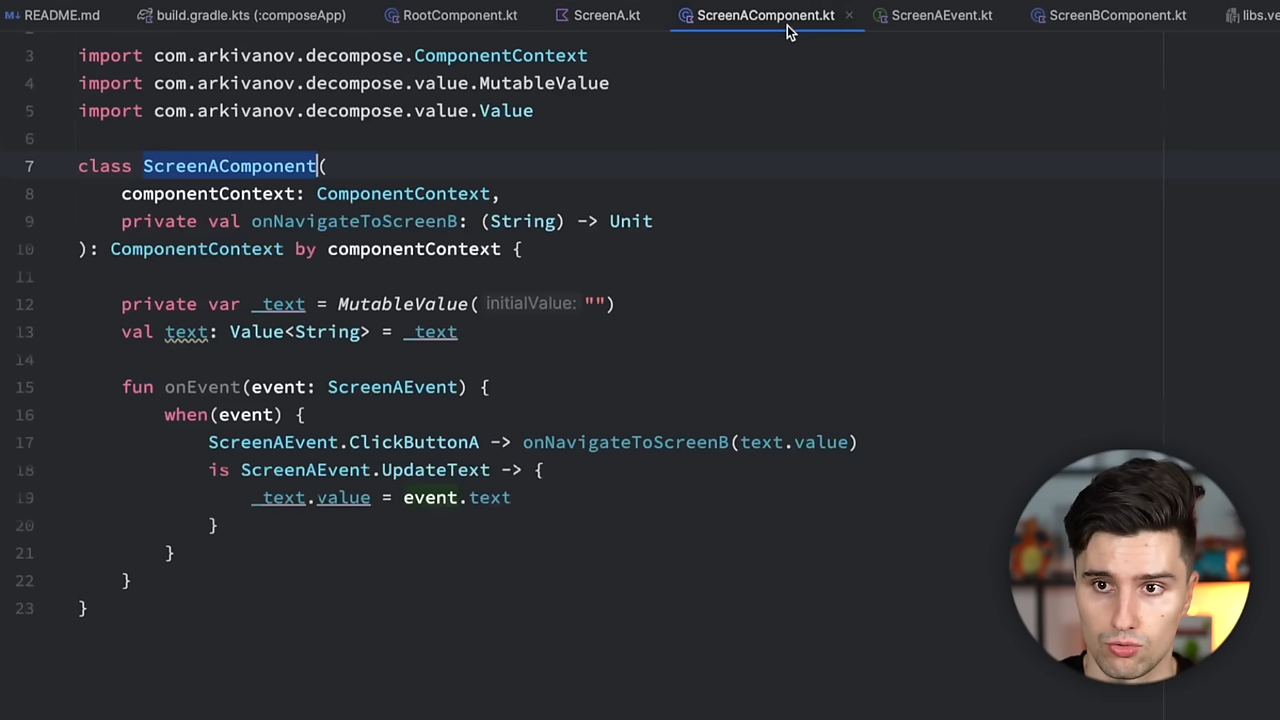 README.md
build.gradle.kts (:composeApp)
RootComponent.kt
ScreenA.kt
ScreenAComponent.kt
ScreenAEvent.kt
ScreenBComponent.kt
3 import com.arkivanov.decompose.ComponentContext
4 import com.arkivanov.decompose.value.MutableValue
5 import com.arkivanov.decompose.value.Value
6
7 class ScreenAComponent(
8 componentContext: ComponentContext,
9 private val onNavigateToScreenB: (String) -> Unit
10 ): ComponentContext by componentContext {
11
12 private var _text = MutableValue( initialValue: "")
13 val text: Value<String> = _text
14
15 fun onEvent(event: ScreenAEvent) {
16 when(event) {
17 ScreenAEvent.ClickButtonA -> onNavigateToScreenB(text.value)
18 is ScreenAEvent.UpdateText -> {
19 _text.value = event.text
20 }
21 }
22 }
23 }